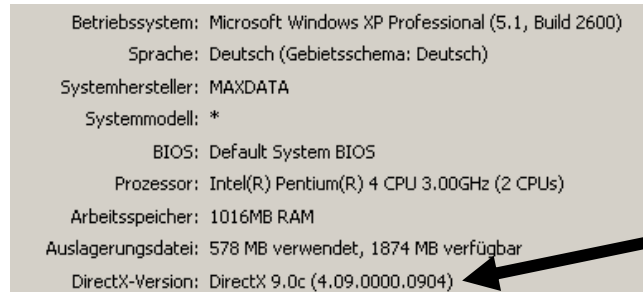 Betriebssystem: Microsoft Windows XP Professional (5.1, Build 2600)
Sprache: Deutsch (Gebietsschema: Deutsch)
Systemhersteller: MAXDATA
Systemmodell: *
BIOS: Default System BIOS
Prozessor: Intel(R) Pentium(R) 4 CPU 3.00GHz (2 CPUs)
Arbeitsspeicher: 1016MB RAM
Auslagerungsdatei: 578 MB verwendet, 1874 MB verfügbar
DirectX-Version: DirectX 9.0c (4.09.0000.0904)